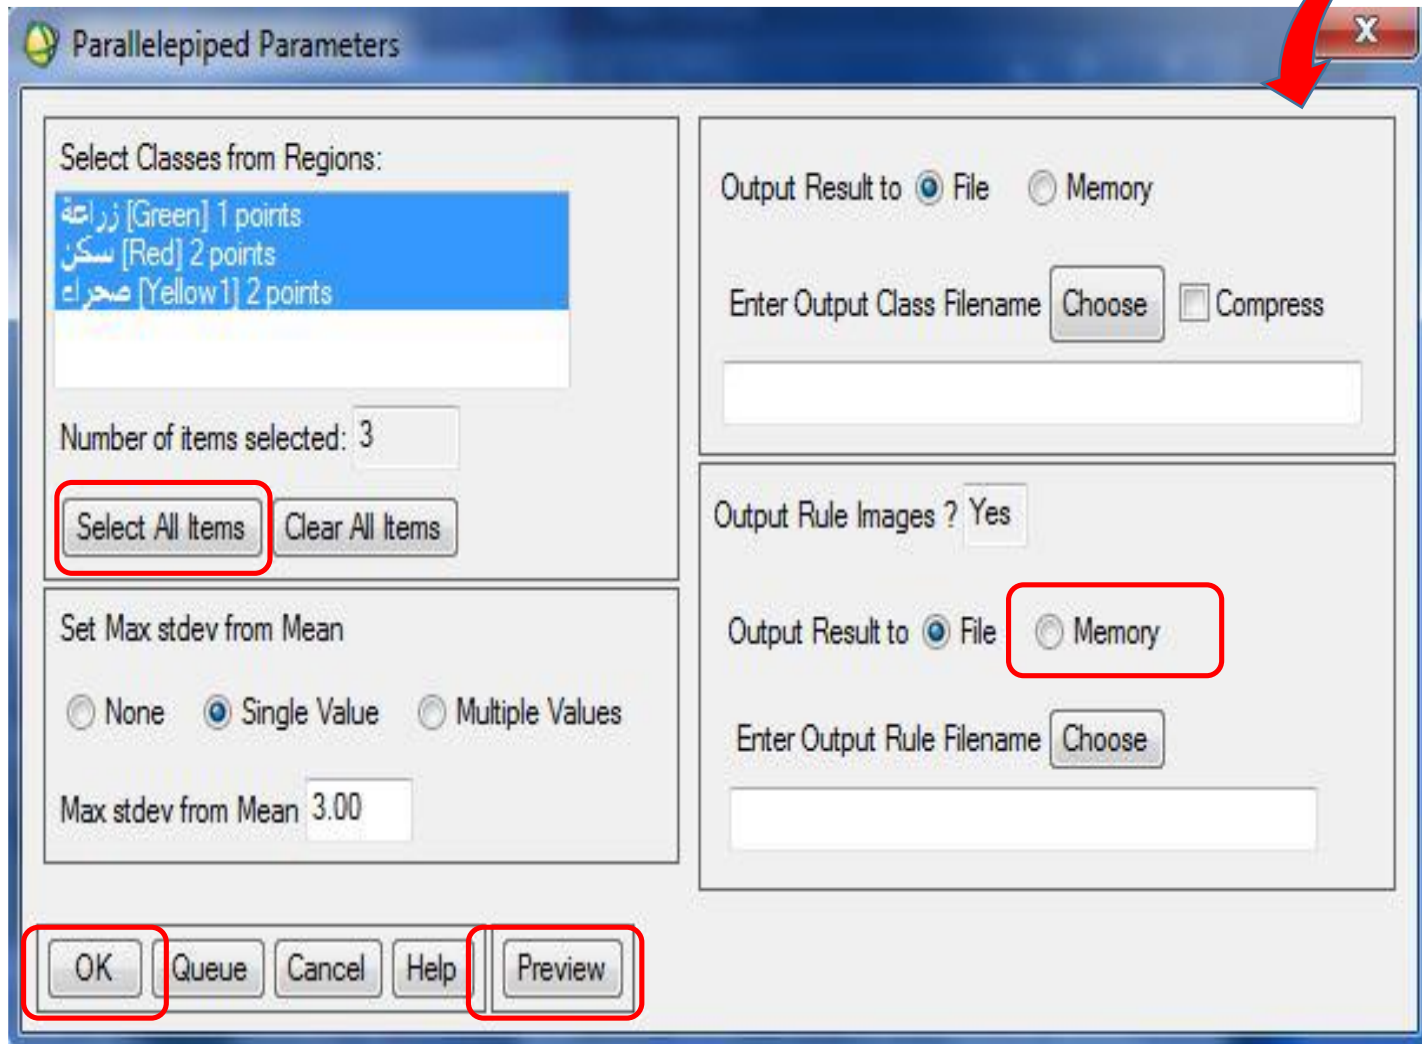 Parallelepiped Parameters
X
Select Classes from Regions:
زراعة [Green] 1 points
سكن [Red] 2 points
صحراء [Yellow1] 2 points
Number of items selected: 3
Select All Items Clear All Items
Set Max stdev from Mean
None Single Value Multiple Values
Max stdev from Mean 3.00
Output Result to File Memory
Enter Output Class Filename Choose Compress
Output Rule Images ? Yes
Output Result to File Memory
Enter Output Rule Filename Choose
OK Queue Cancel Help Preview